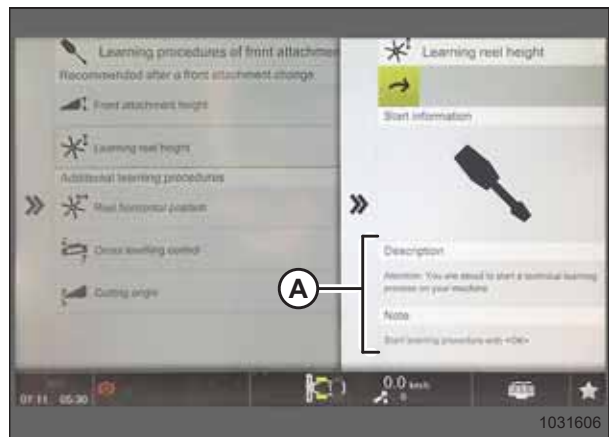 Learning procedures of front attachmen
Recommended after a front attachment change
Front attachment height
Learning reel height
Additional learning procedures
Reel horizontal position
Cross levelling control
Cutting angle
Learning reel height
Start information
Description
Attention: You are about to start a technical learning
process on your machine
Note
Start learning procedure with <OK>
A
07.11 05:30
0.0 km/h
0
1031606